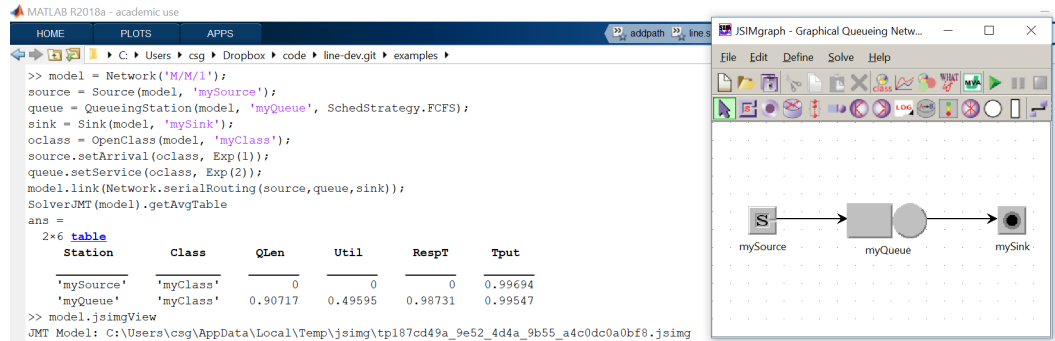 MATLAB R2018a - academic use
HOME PLOTS APPS addpath line.s
C: Users csg Dropbox code line-dev.git examples
>> model = Network('M/M/1');
source = Source(model, 'mySource');
queue = QueueingStation(model, 'myQueue', SchedStrategy.FCFS);
sink = Sink(model, 'mySink');
oclass = OpenClass(model, 'myClass');
source.setArrival(oclass, Exp(1));
queue.setService(oclass, Exp(2));
model.link(Network.serialRouting(source,queue,sink));
SolverJMT(model).getAvgTable
ans =
2×6 table
Station Class QLen Util RespT Tput
'mySource' 'myClass' 0 0 0 0.99694
'myQueue' 'myClass' 0.90717 0.49595 0.98731 0.99547
>> model.jsimgView
JMT Model: C:\Users\csg\AppData\Local\Temp\jsimg\tp187cd49a_9e52_4d4a_9b55_a4c0dc0a0bf8.jsimg
JSIMgraph - Graphical Queueing Netw...
File Edit Define Solve Help
class WHAT IF MVA
S LOG
S
mySource myQueue mySink